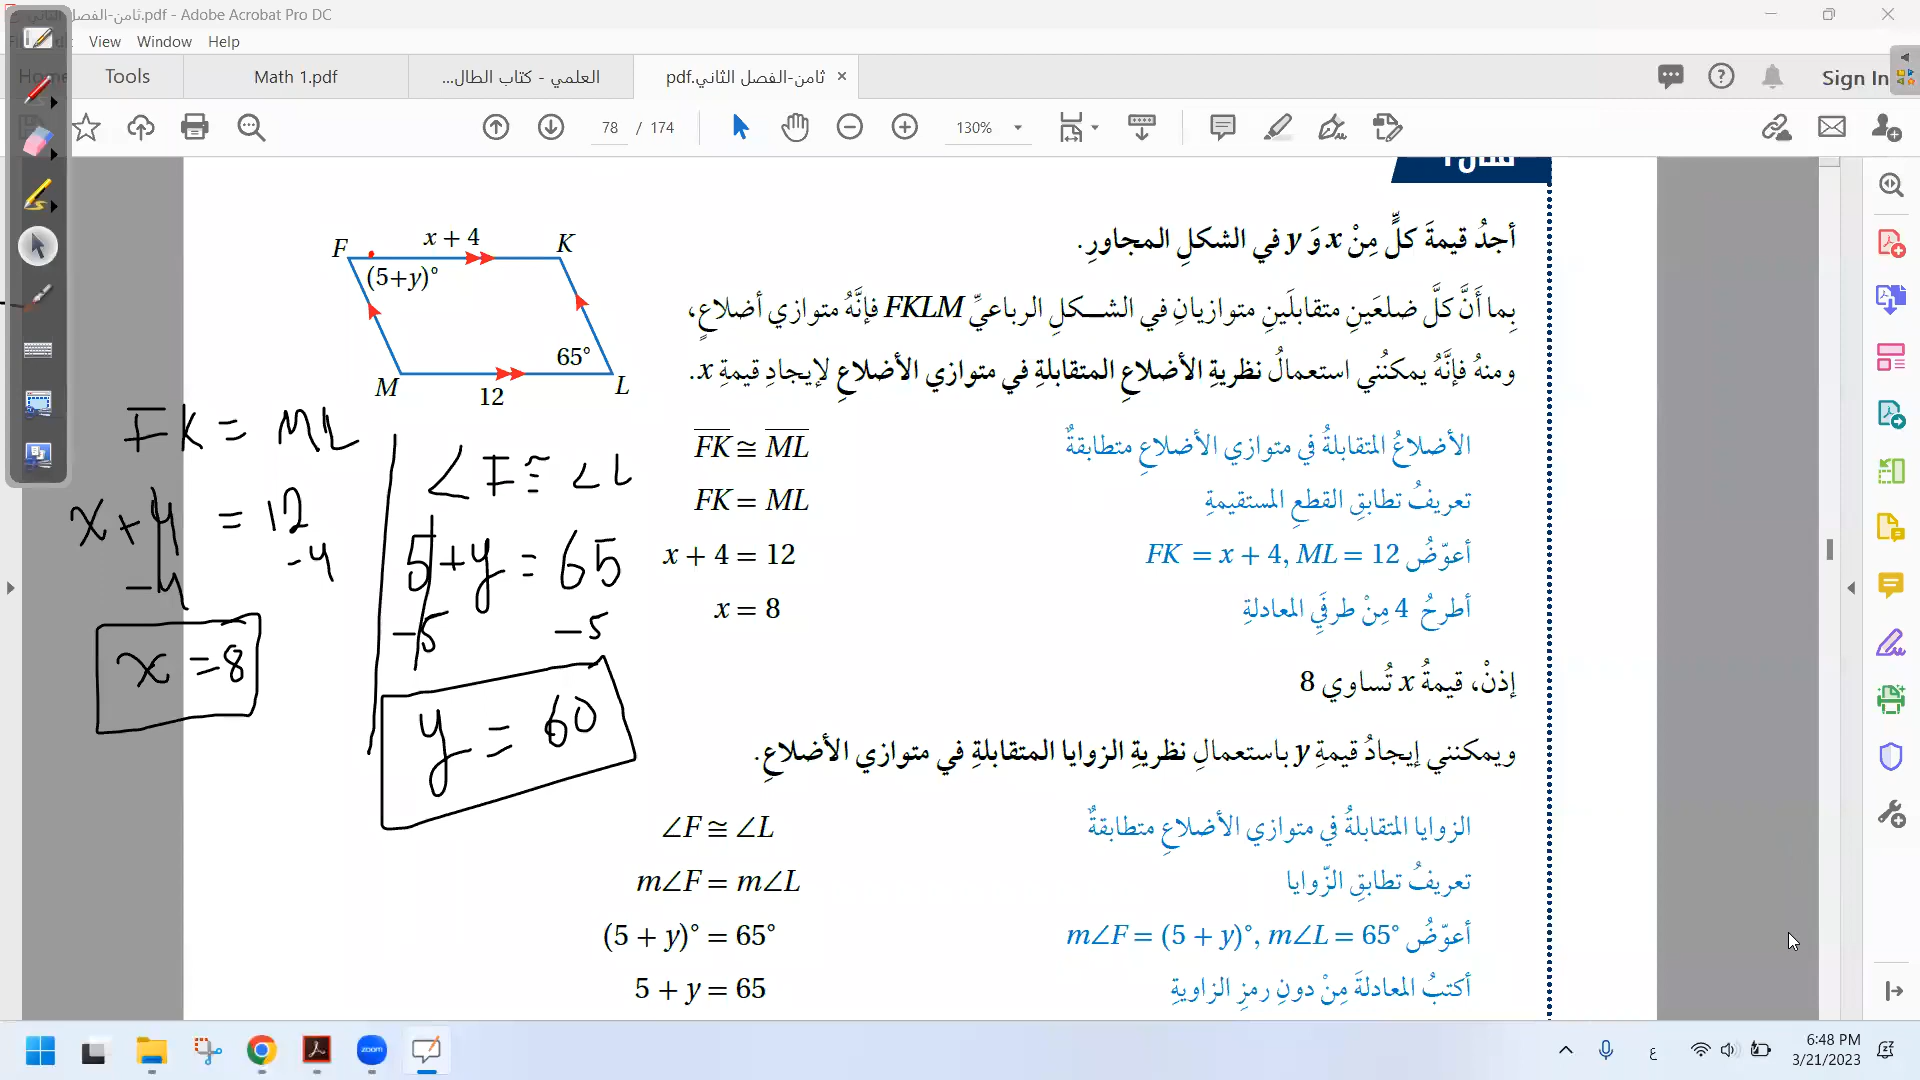 ثامن-الفصل الثاني.pdf - Adobe Acrobat Pro DC
View Window Help
Home Tools Math 1.pdf العلمي - كتاب الطال... ثامن-الفصل الثاني.pdf × Sign In
78 / 174 130%
أجدُ قيمةَ كلٍّ مِنْ x وَ y في الشكلِ المجاورِ.
F x + 4 K
(5+y)°
65°
M 12 L
بِما أَنَّ كلَّ ضلعَينِ متقابلَينِ متوازيانِ في الشكلِ الرباعيِّ FKLM فإنَّهُ متوازي أضلاعٍ،
ومنهُ فإنَّهُ يمكنُني استعمالُ نظريةِ الأضلاعِ المتقابلةِ في متوازي الأضلاعِ لإيجادِ قيمةِ x.
FK ≅ ML الأضلاعُ المتقابلةُ في متوازي الأضلاعِ متطابقةٌ
FK = ML تعريفُ تطابقِ القطعِ المستقيمةِ
x + 4 = 12 أعوّضُ FK = x + 4, ML = 12
x = 8 أطرحُ 4 مِنْ طرفَيِ المعادلةِ
إذنْ، قيمةُ x تُساوي 8
ويمكنني إيجادُ قيمةِ y باستعمالِ نظريةِ الزوايا المتقابلةِ في متوازي الأضلاعِ.
∠F ≅ ∠L الزوايا المتقابلةُ في متوازي الأضلاعِ متطابقةٌ
m∠F = m∠L تعريفُ تطابقِ الزّوايا
(5 + y)° = 65° أعوّضُ m∠F = (5 + y)°, m∠L = 65°
5 + y = 65 أكتبُ المعادلةَ مِنْ دونِ رمزِ الزاويةِ
FK = ML
x+4 = 12
-4 -4
x = 8
∠F ≅ ∠L
5+y = 65
-5 -5
y = 60
zoom
ع
6:48 PM
3/21/2023